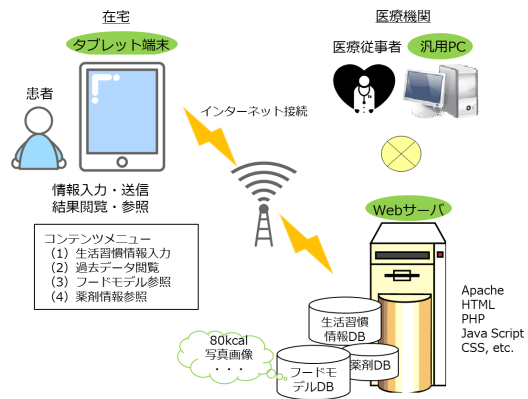 在宅
タブレット端末
患者
情報入力・送信
結果閲覧・参照
コンテンツメニュー
（1）生活習慣情報入力
（2）過去データ閲覧
（3）フードモデル参照
（4）薬剤情報参照
インターネット接続
医療機関
医療従事者
汎用PC
Webサーバ
Apache
HTML
PHP
Java Script
CSS, etc.
生活習慣
情報DB
薬剤DB
フードモ
デルDB
80kcal
写真画像
・・・